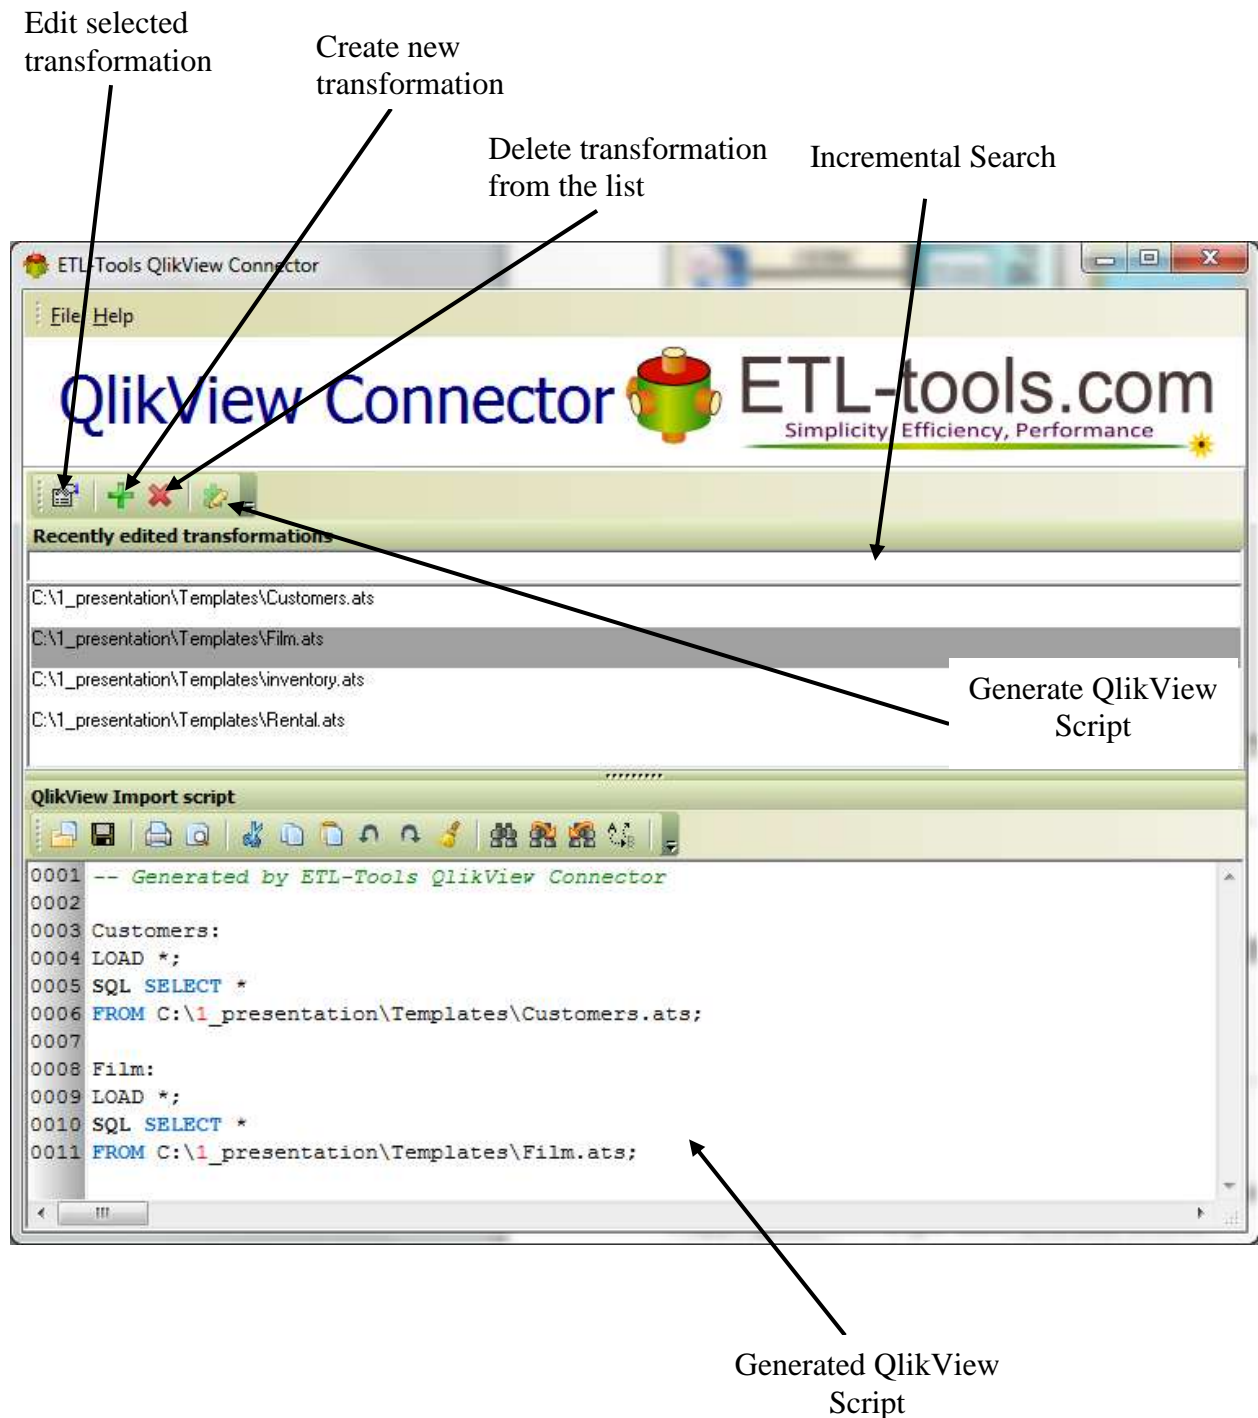 Edit selected
transformation
Create new
transformation
Delete transformation
from the list
Incremental Search
ETL-Tools QlikView Connector
File Help
QlikView Connector
ETL-tools.com
Simplicity, Efficiency, Performance
Recently edited transformations
C:\1_presentation\Templates\Customers.ats
C:\1_presentation\Templates\Film.ats
C:\1_presentation\Templates\inventory.ats
C:\1_presentation\Templates\Rental.ats
Generate QlikView
Script
QlikView Import script
0001 -- Generated by ETL-Tools QlikView Connector
0002
0003 Customers:
0004 LOAD *;
0005 SQL SELECT *
0006 FROM C:\1_presentation\Templates\Customers.ats;
0007
0008 Film:
0009 LOAD *;
0010 SQL SELECT *
0011 FROM C:\1_presentation\Templates\Film.ats;
Generated QlikView
Script